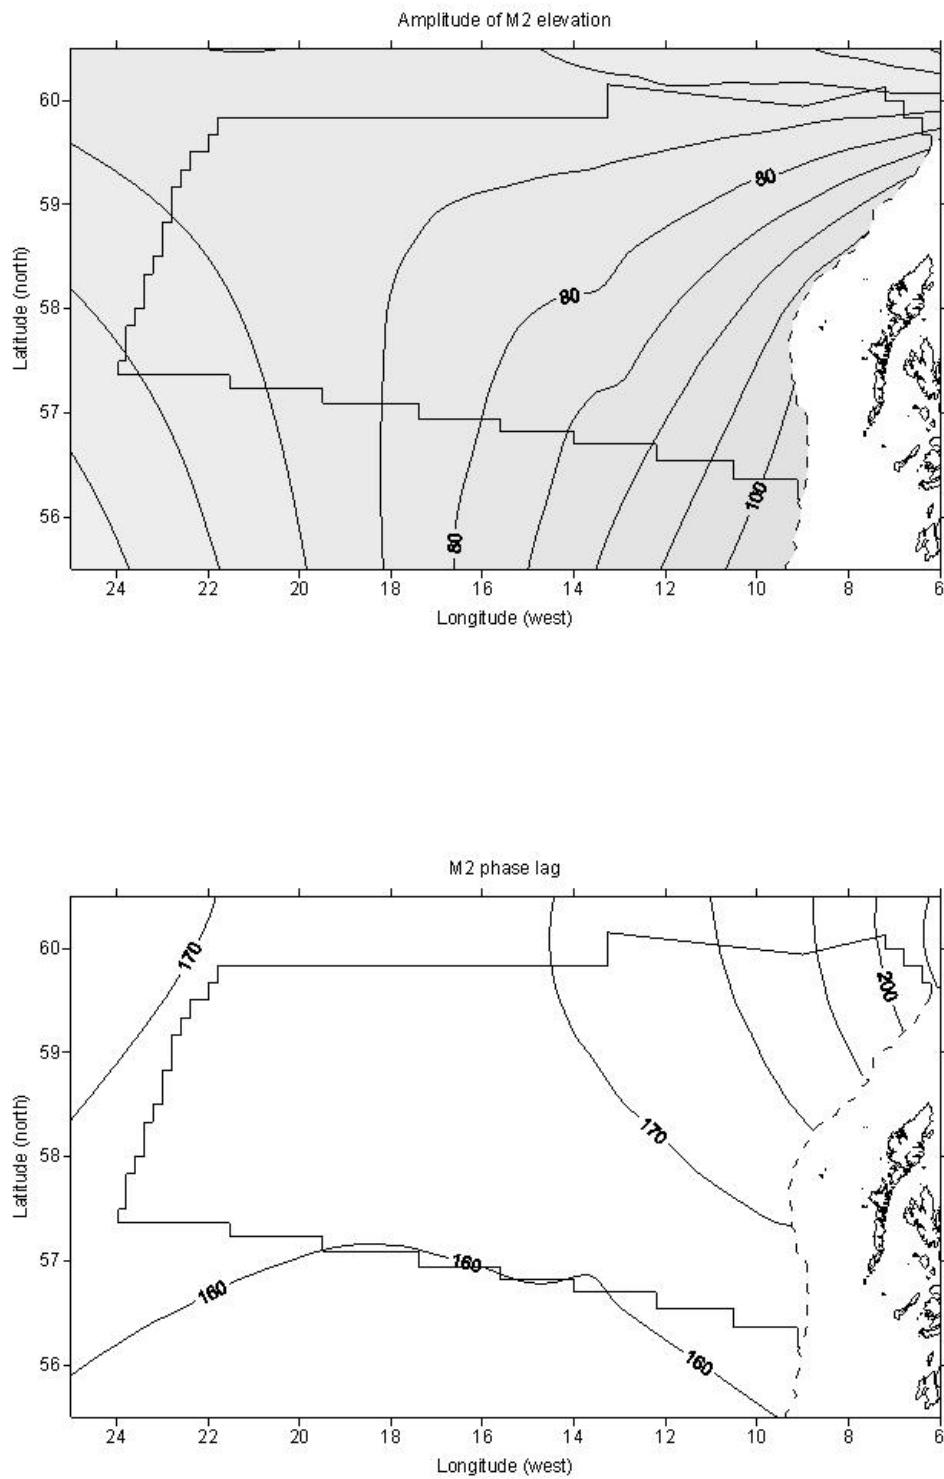 Amplitude of M2 elevation
60
59
80
Latitude (north)
58
80
57
56
100
80
24 22 20 18 16 14 12 10 8 6
Longitude (west)
M2 phase lag
60
170
200
59
Latitude (north)
58
170
57
160
160
56
160
24 22 20 18 16 14 12 10 8 6
Longitude (west)